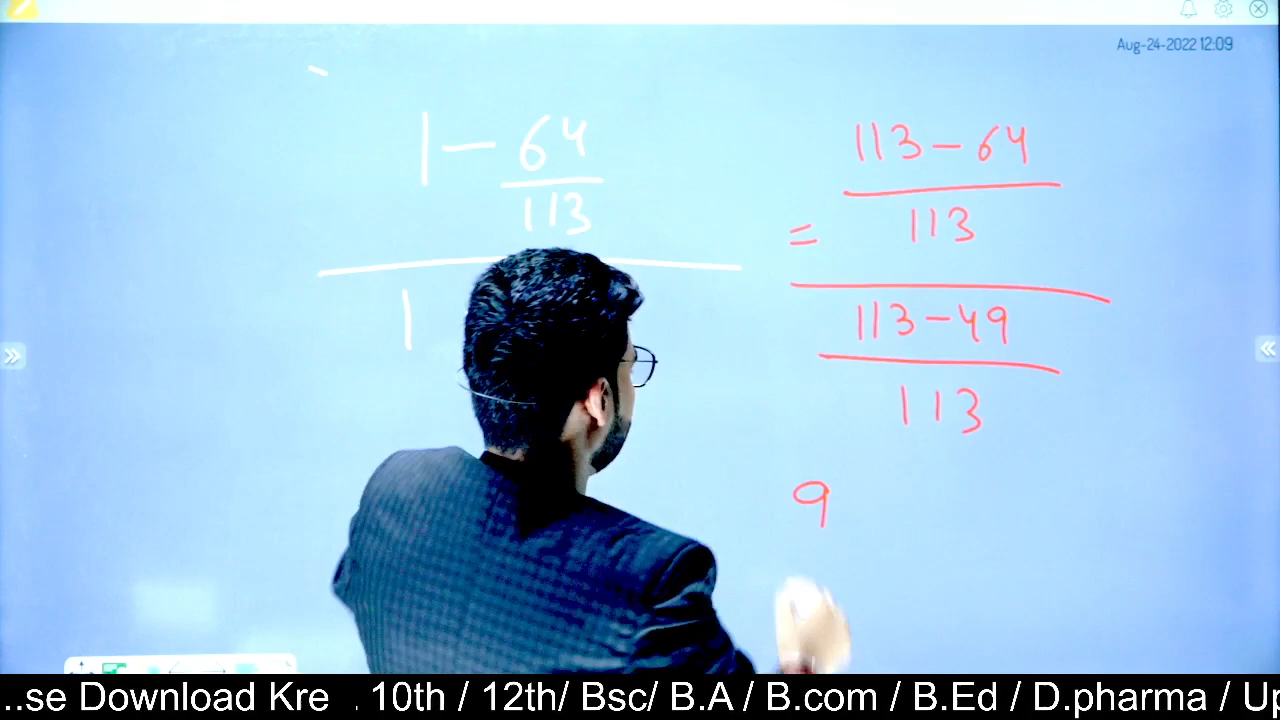 Aug-24-2022 12:09
1 - 64
113
1
113 - 64
113
=
113 - 49
113
9
..se Download Kre . 10th / 12th/ Bsc/ B.A / B.com / B.Ed / D.pharma / Up